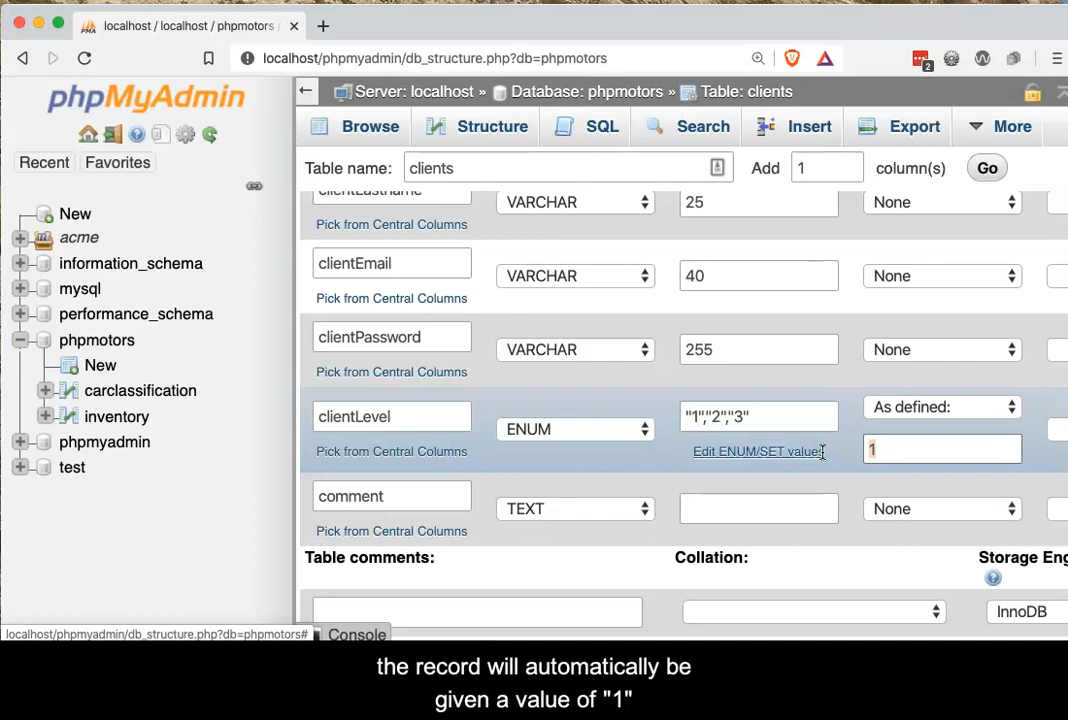 localhost / localhost / phpmotors /
localhost/phpmyadmin/db_structure.php?db=phpmotors
2
phpMyAdmin
Server: localhost » Database: phpmotors » Table: clients
Browse Structure SQL Search Insert Export More
Recent Favorites
Table name: clients Add 1 column(s) Go
New
acme
information_schema
mysql
performance_schema
phpmotors
New
carclassification
inventory
phpmyadmin
test
clientLastname VARCHAR 25 None
Pick from Central Columns
clientEmail VARCHAR 40 None
Pick from Central Columns
clientPassword VARCHAR 255 None
Pick from Central Columns
clientLevel ENUM "1","2","3" As defined:
Pick from Central Columns Edit ENUM/SET values 1
comment TEXT None
Pick from Central Columns
Table comments: Collation: Storage Eng
InnoDB
localhost/phpmyadmin/db_structure.php?db=phpmotors# Console
the record will automatically be
given a value of "1"